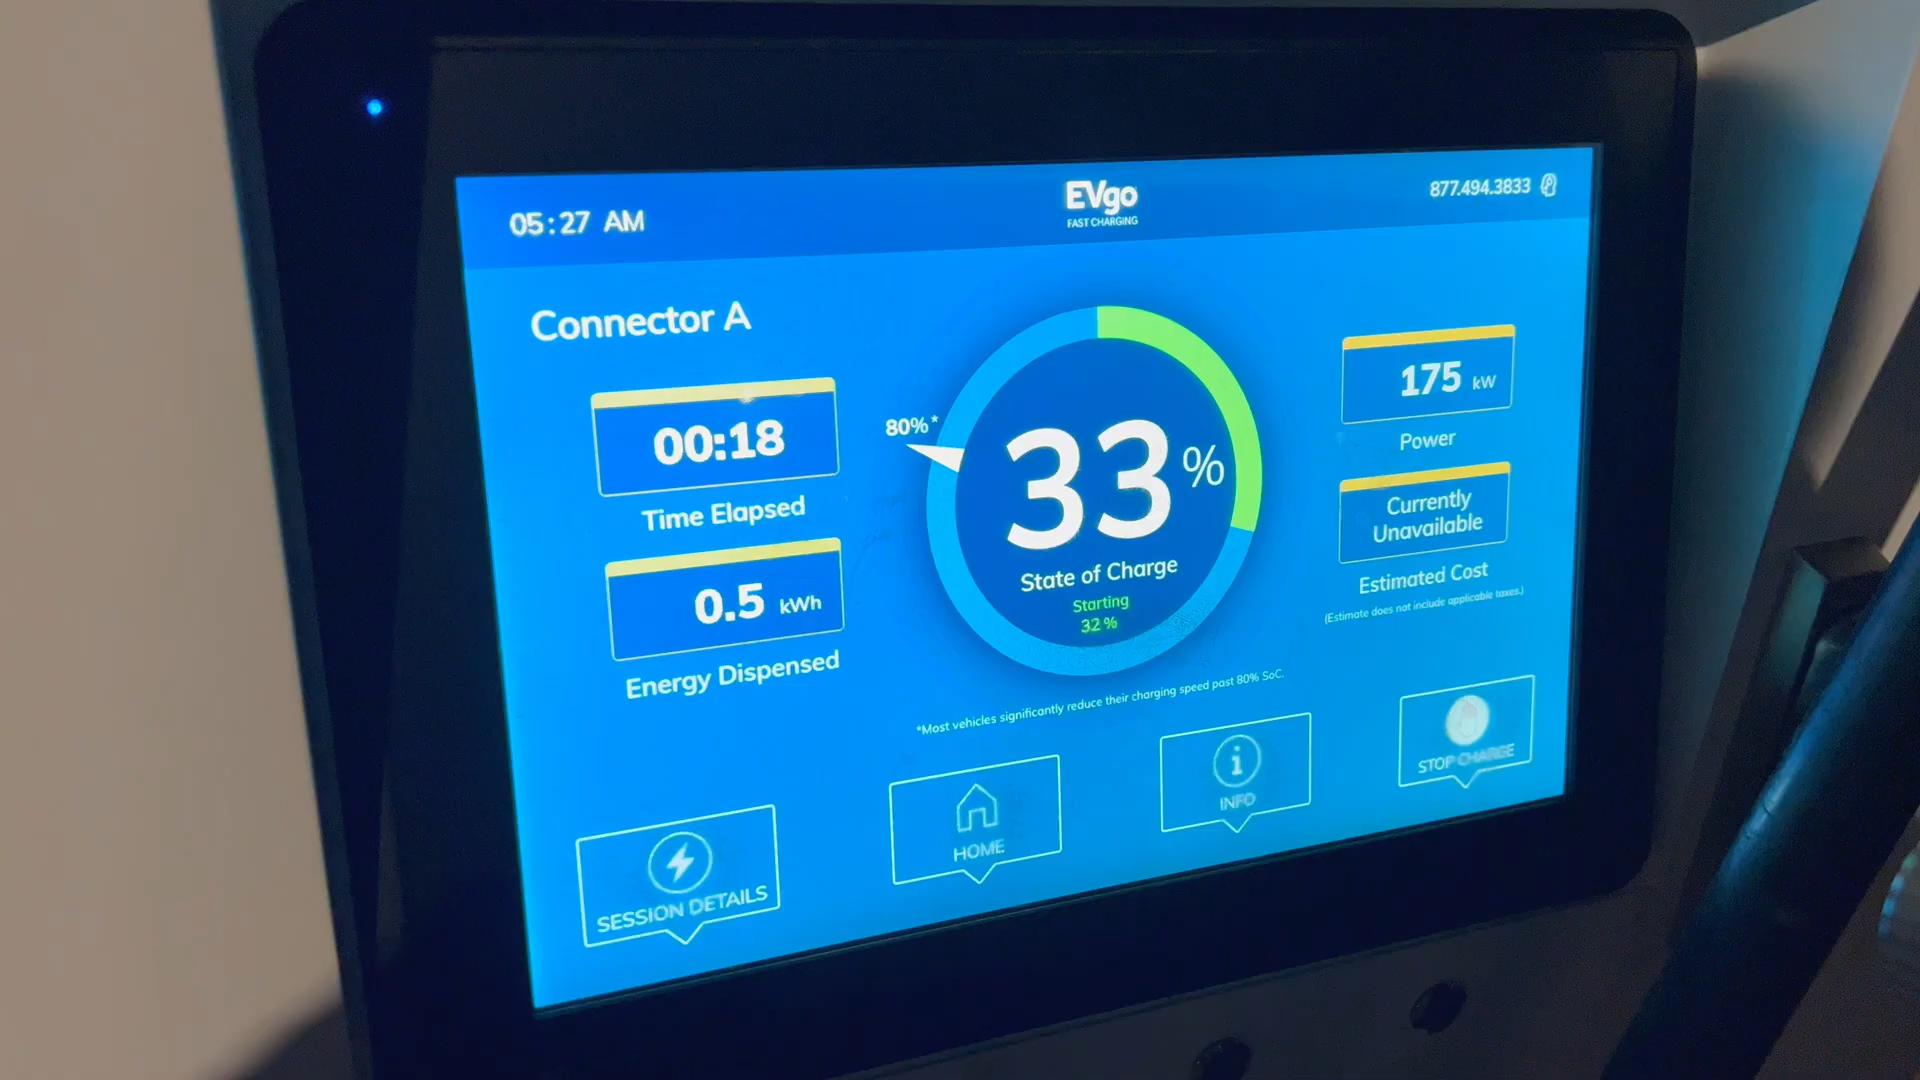 05:27 AM
EVgo
FAST CHARGING
877.494.3833
Connector A
00:18
Time Elapsed
0.5 kWh
Energy Dispensed
80%*
33%
State of Charge
Starting
32 %
175 kW
Power
Currently
Unavailable
Estimated Cost
(Estimate does not include applicable taxes.)
*Most vehicles significantly reduce their charging speed past 80% SoC.
SESSION DETAILS
HOME
INFO
STOP CHARGE